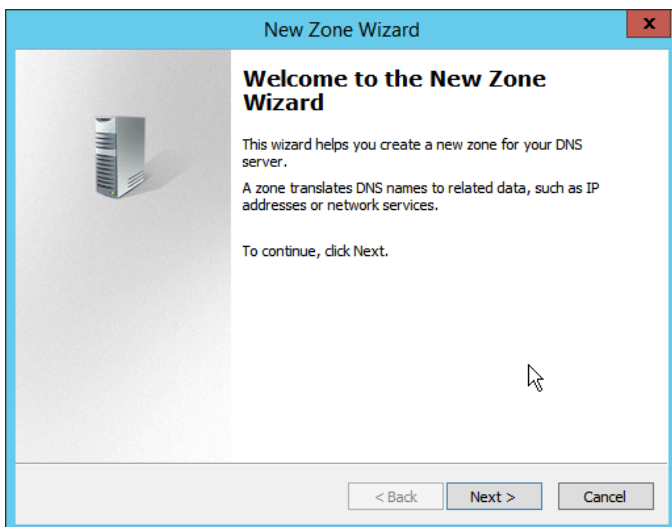 New Zone Wizard
x
Welcome to the New Zone
Wizard
This wizard helps you create a new zone for your DNS
server.
A zone translates DNS names to related data, such as IP
addresses or network services.
To continue, click Next.
< Back
Next >
Cancel